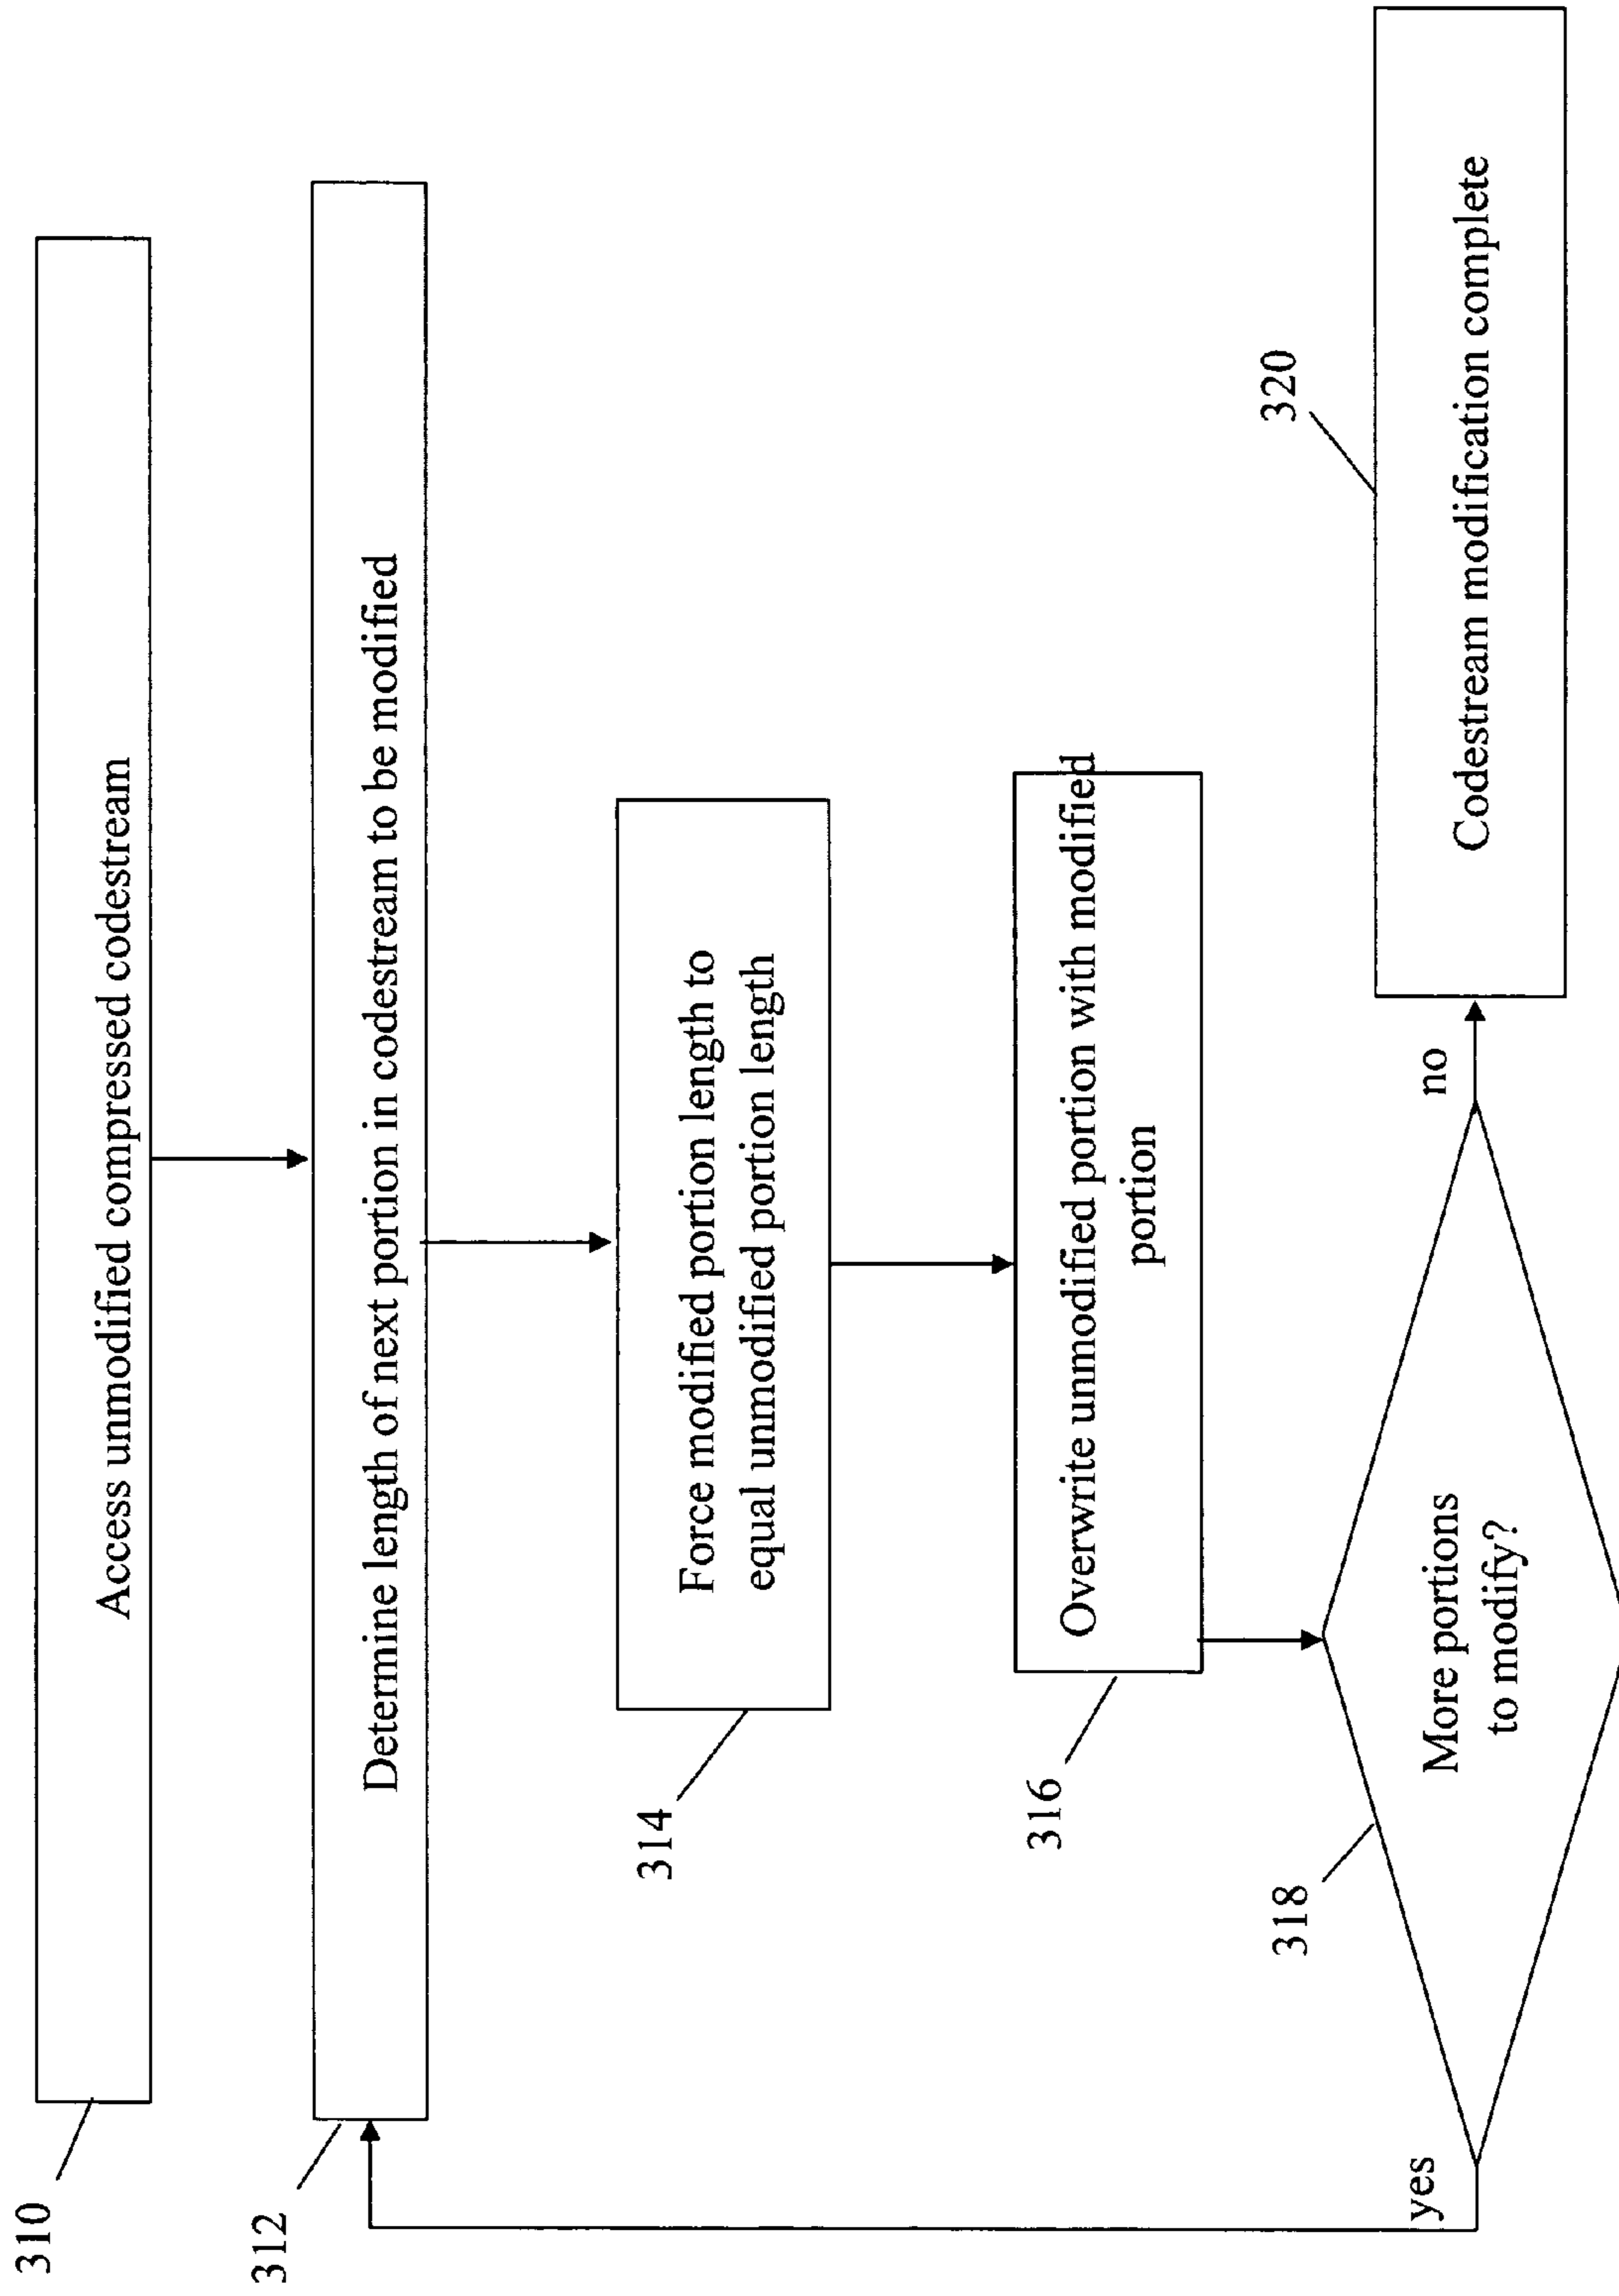 310
Access unmodified compressed codestream
312
Determine length of next portion in codestream to be modified
314
Force modified portion length to
equal unmodified portion length
316
Overwrite unmodified portion with modified
portion
318
More portions
to modify?
yes
no
320
Codestream modification complete